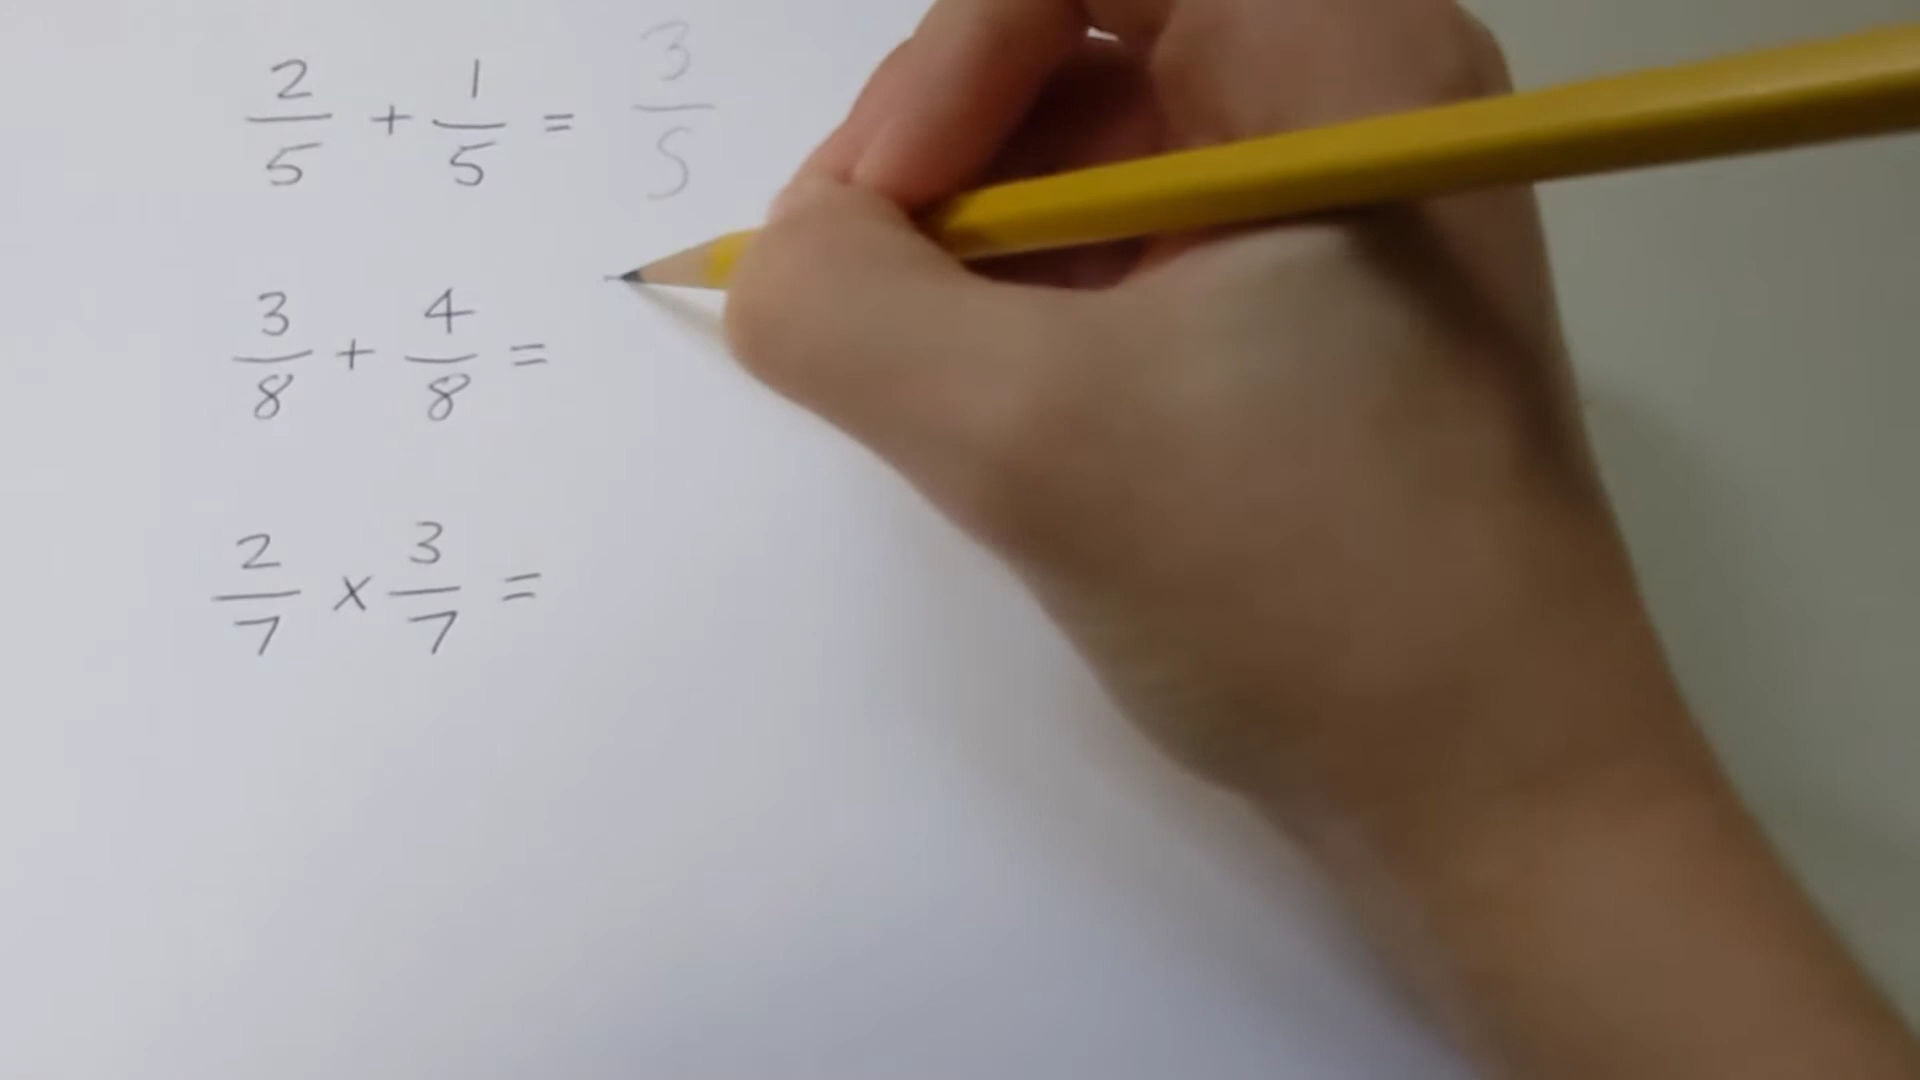 2/5 + 1/5 = 3/5
3/8 + 4/8 =
2/7 x 3/7 =